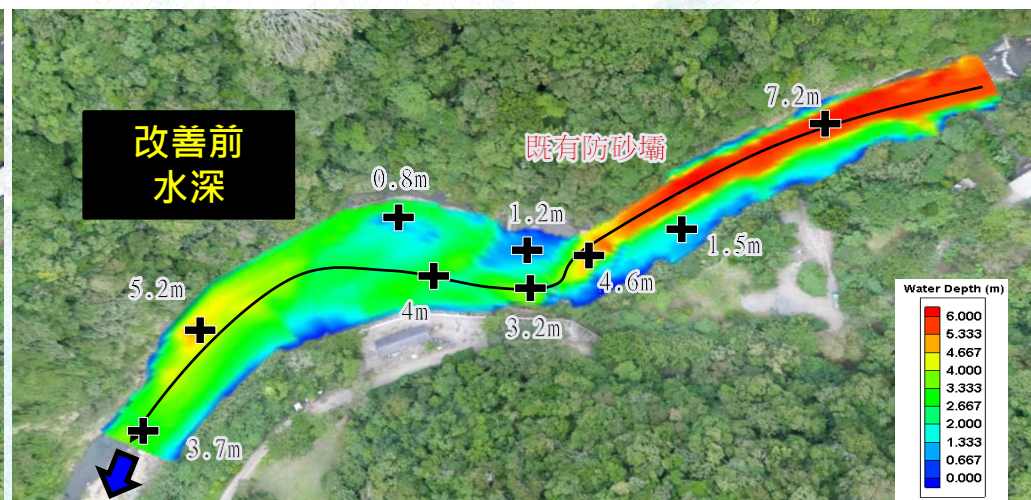 改善前
水深
7.2m
既有防砂壩
0.8m
1.2m
1.5m
5.2m
4.6m
4m
3.2m
3.7m
Water Depth (m)
6.000
5.333
4.667
4.000
3.333
2.667
2.000
1.333
0.667
0.000